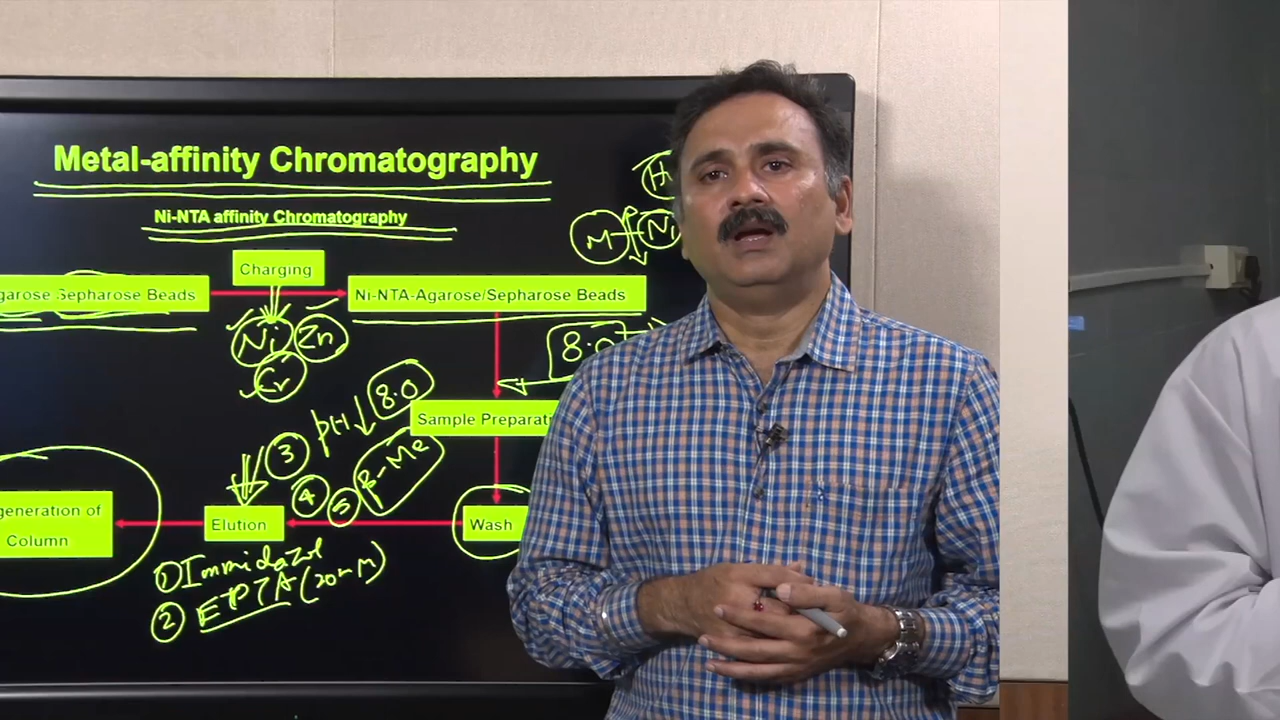 Metal-affinity Chromatography
Ni-NTA affinity Chromatography
Charging
garose Sepharose Beads
Ni-NTA-Agarose/Sepharose Beads
M Ni
Ni Zn
Cr
8.0
pH ↓ 8.0
Sample Preparat
③
④ ⑤ β-Me
generation of
Column
Elution
Wash
① Immidazol
② EDTA (20mM)